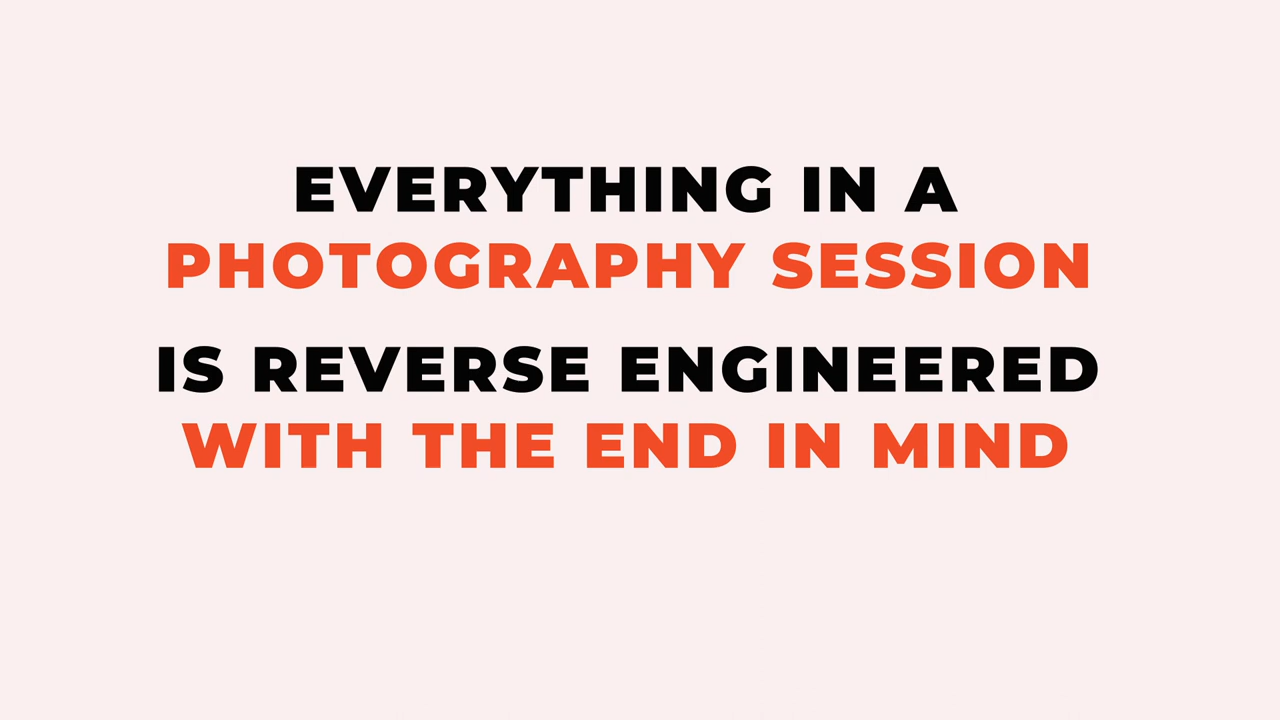 EVERYTHING IN A
PHOTOGRAPHY SESSION
IS REVERSE ENGINEERED
WITH THE END IN MIND